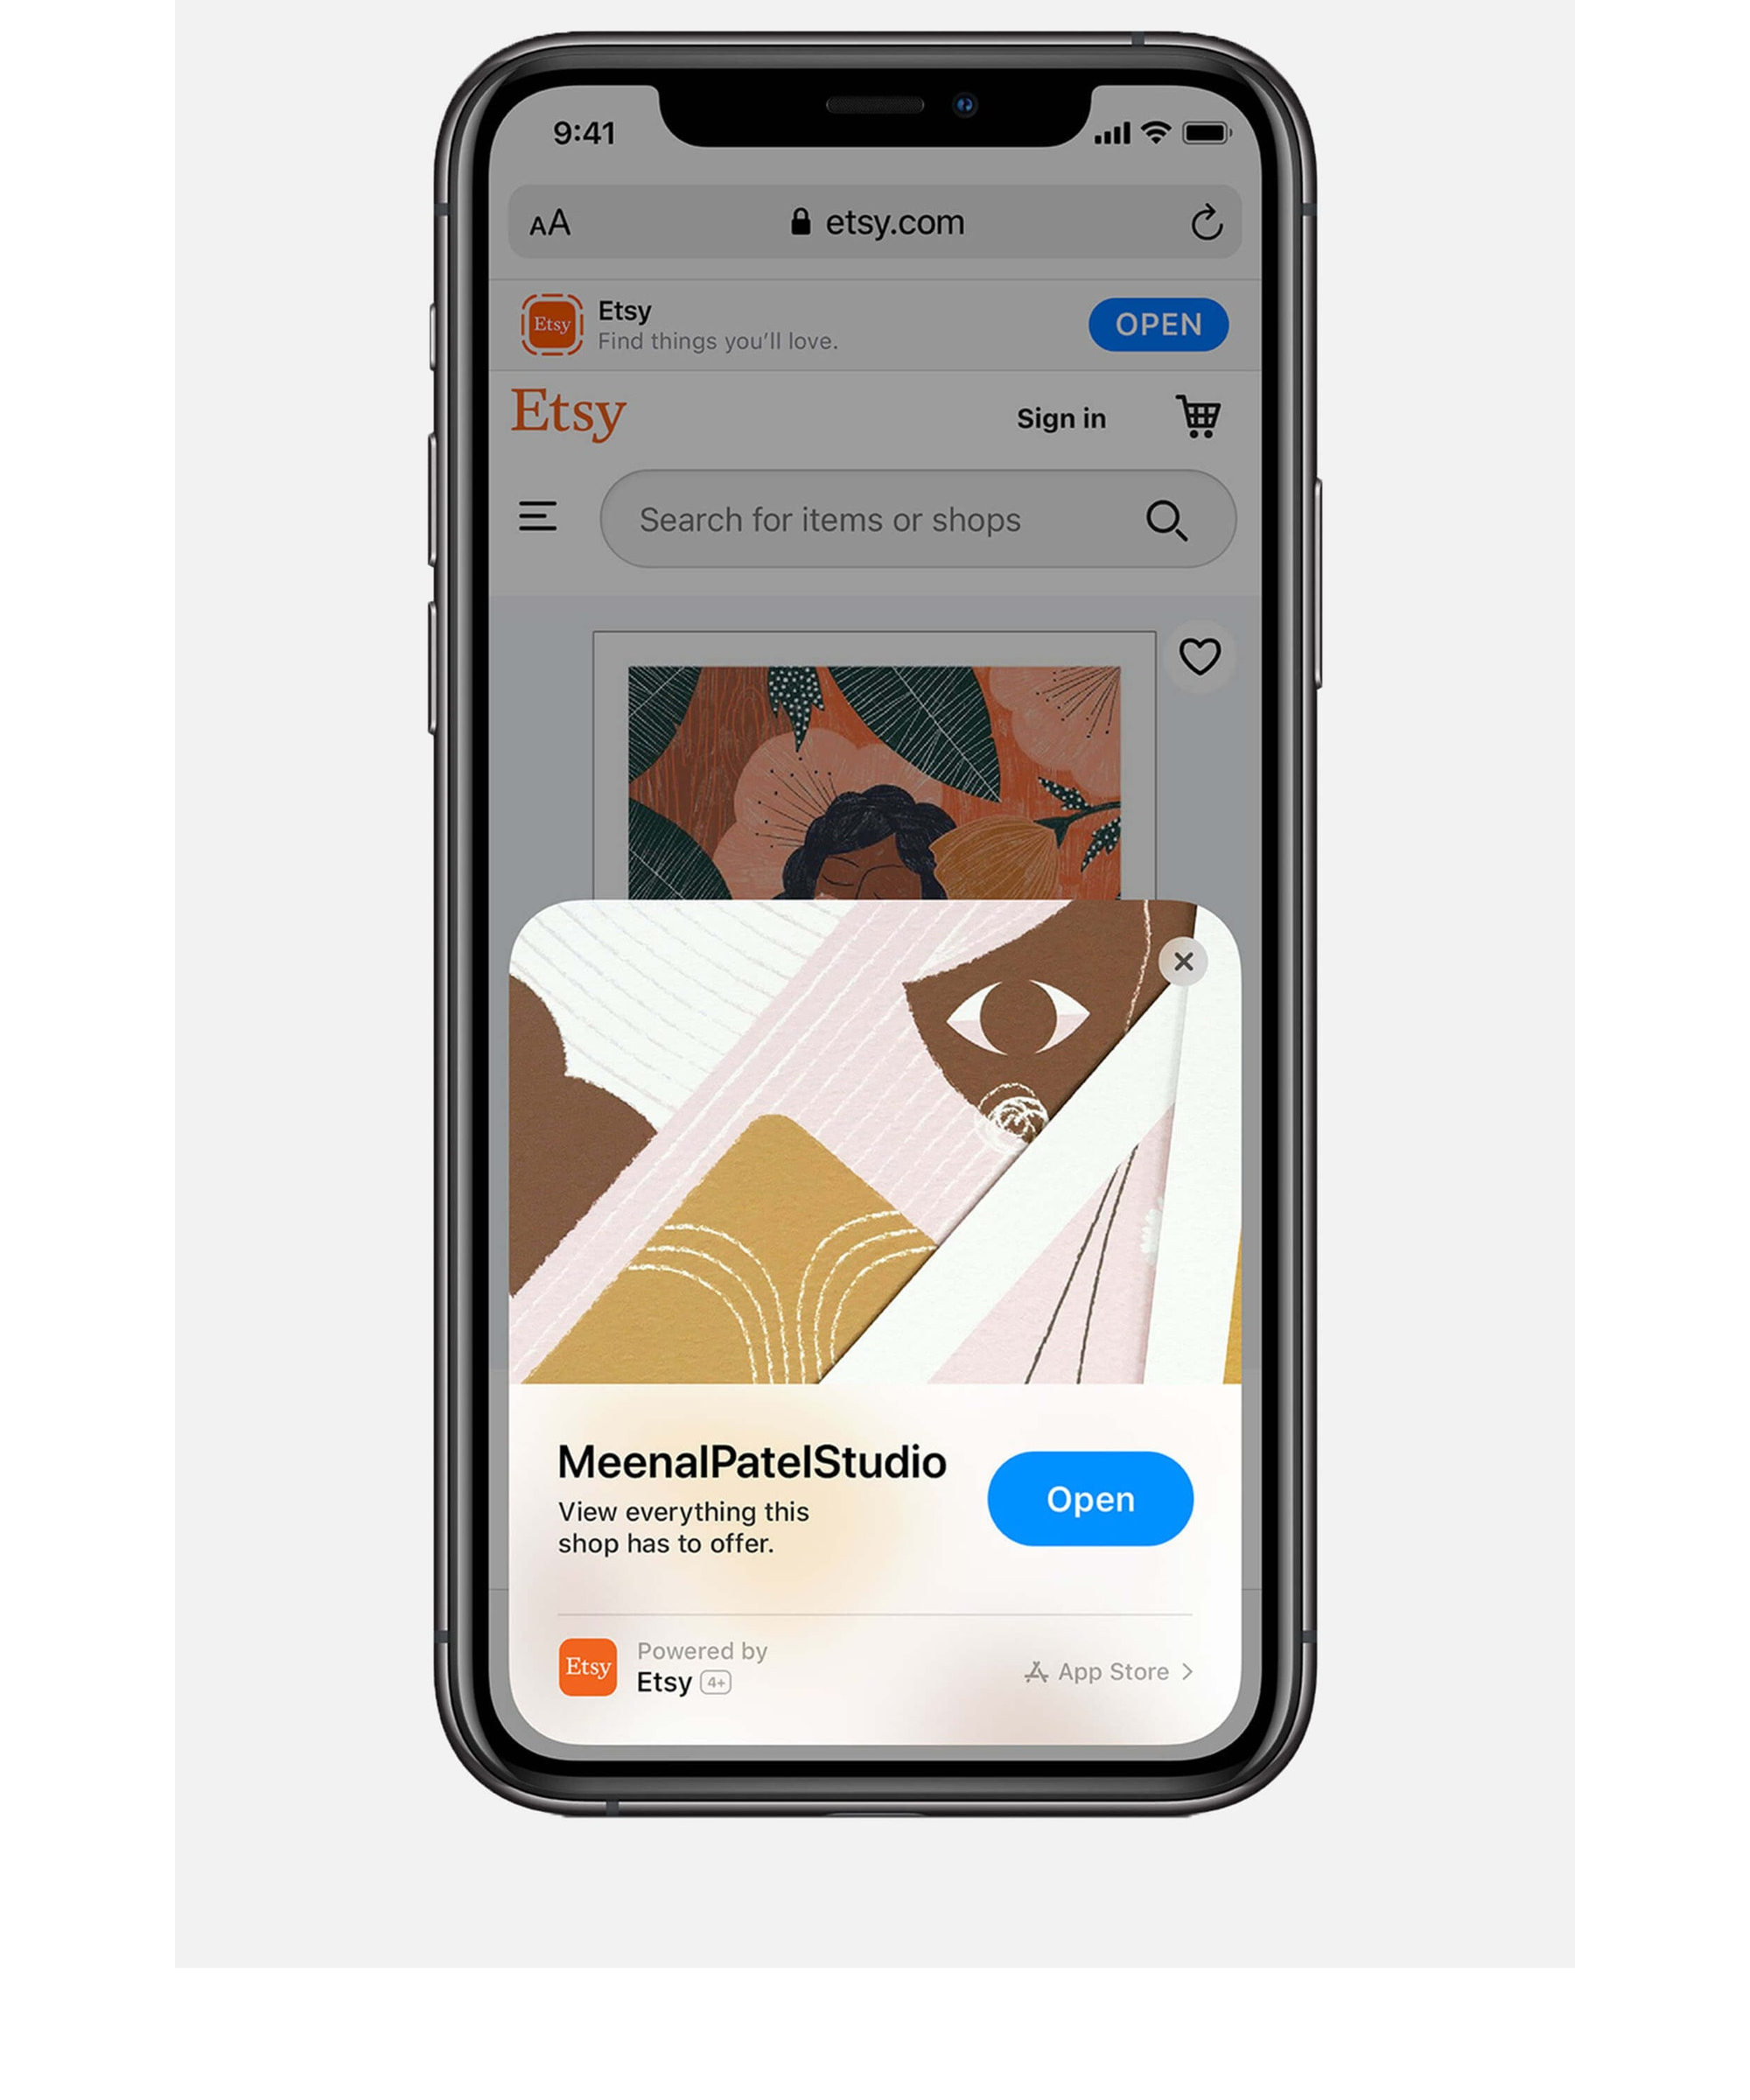 9:41
AA
etsy.com
Etsy
Etsy
Find things you'll love.
OPEN
Etsy
Sign in
Search for items or shops
MeenalPatelStudio
View everything this
shop has to offer.
Open
Etsy
Powered by
Etsy 4+
App Store